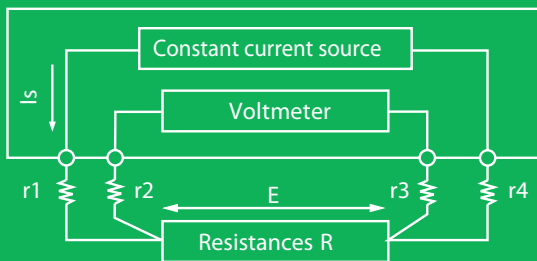 Constant current source
Is
Voltmeter
r1
r2
E
r3
r4
Resistances R